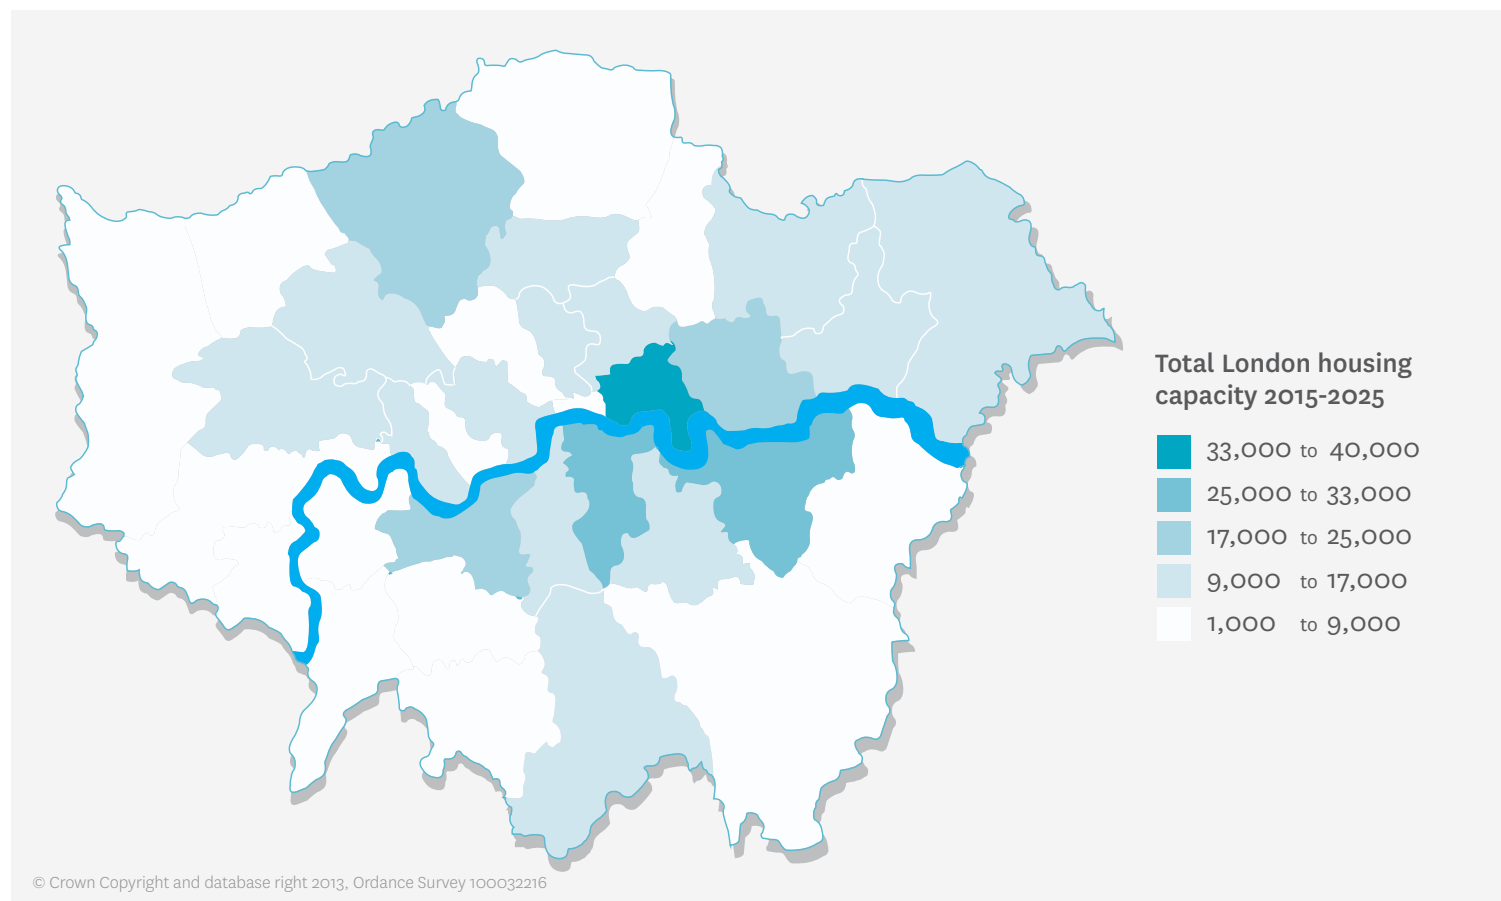 Total London housing
capacity 2015-2025
33,000 to 40,000
25,000 to 33,000
17,000 to 25,000
9,000 to 17,000
1,000 to 9,000
© Crown Copyright and database right 2013, Ordance Survey 100032216